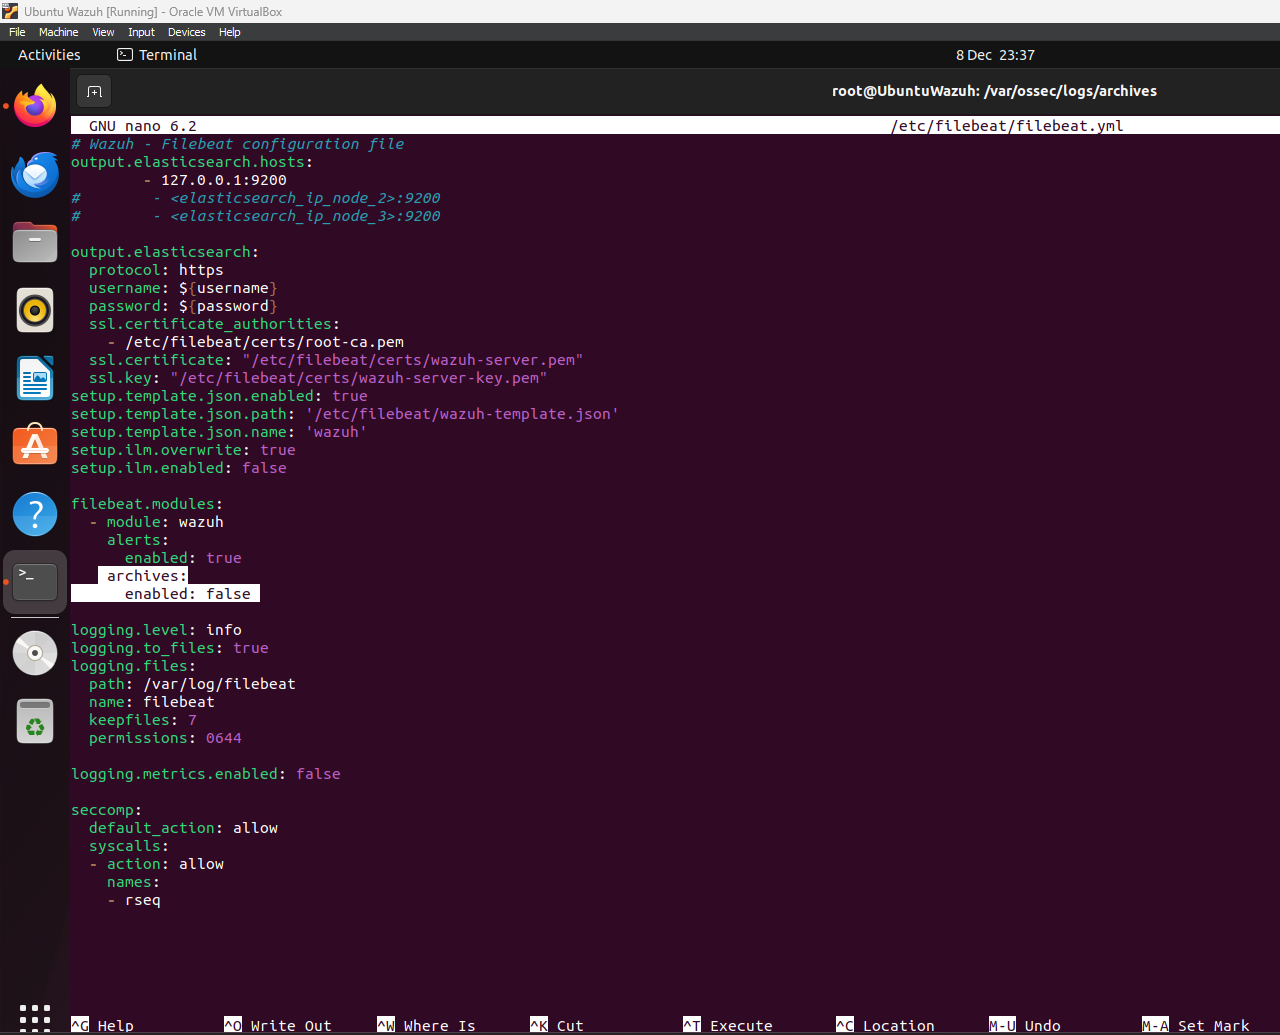 Ubuntu Wazuh [Running] - Oracle VM VirtualBox
File Machine View Input Devices Help
Activities Terminal 8 Dec 23:37
root@UbuntuWazuh: /var/ossec/logs/archives
GNU nano 6.2 /etc/filebeat/filebeat.yml
# Wazuh - Filebeat configuration file
output.elasticsearch.hosts:
        - 127.0.0.1:9200
#        - <elasticsearch_ip_node_2>:9200
#        - <elasticsearch_ip_node_3>:9200

output.elasticsearch:
  protocol: https
  username: ${username}
  password: ${password}
  ssl.certificate_authorities:
    - /etc/filebeat/certs/root-ca.pem
  ssl.certificate: "/etc/filebeat/certs/wazuh-server.pem"
  ssl.key: "/etc/filebeat/certs/wazuh-server-key.pem"
setup.template.json.enabled: true
setup.template.json.path: '/etc/filebeat/wazuh-template.json'
setup.template.json.name: 'wazuh'
setup.ilm.overwrite: true
setup.ilm.enabled: false

filebeat.modules:
  - module: wazuh
    alerts:
      enabled: true
    archives:
      enabled: false

logging.level: info
logging.to_files: true
logging.files:
  path: /var/log/filebeat
  name: filebeat
  keepfiles: 7
  permissions: 0644

logging.metrics.enabled: false

seccomp:
  default_action: allow
  syscalls:
  - action: allow
    names:
    - rseq
^G Help ^O Write Out ^W Where Is ^K Cut ^T Execute ^C Location M-U Undo M-A Set Mark